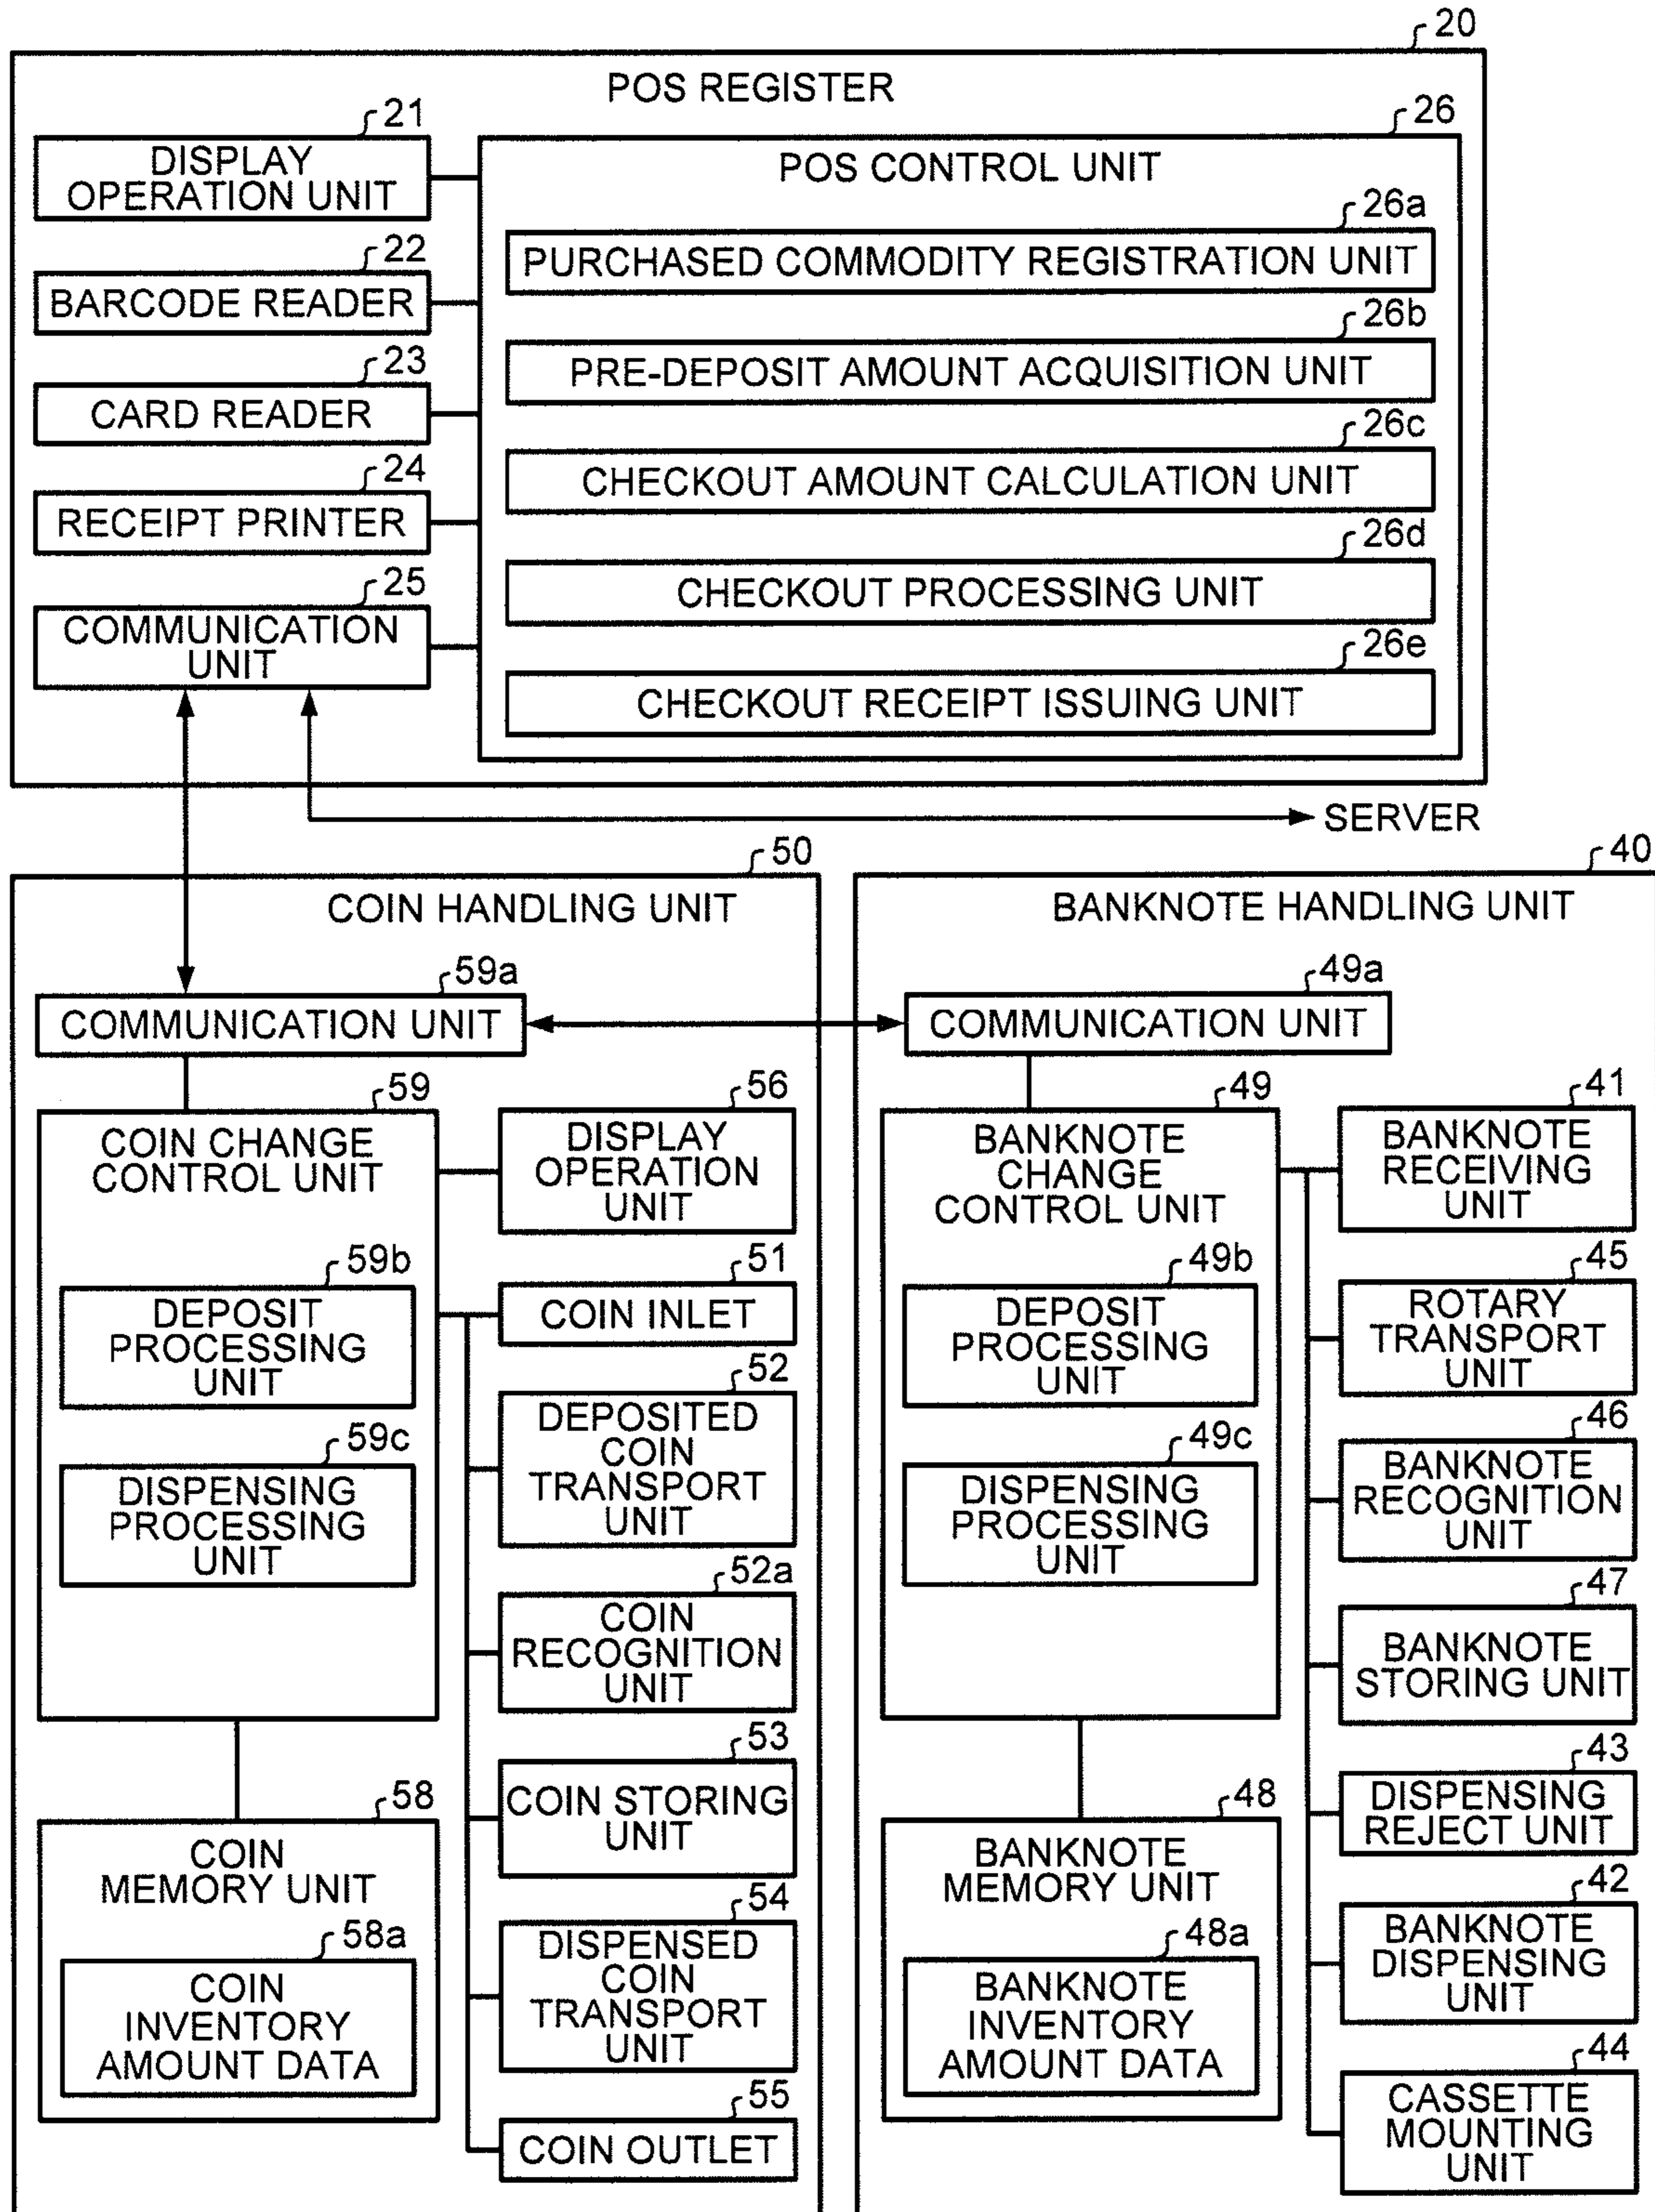 20
POS REGISTER
21
DISPLAY
OPERATION UNIT
22
BARCODE READER
23
CARD READER
24
RECEIPT PRINTER
25
COMMUNICATION
UNIT
26
POS CONTROL UNIT
26a
PURCHASED COMMODITY REGISTRATION UNIT
26b
PRE-DEPOSIT AMOUNT ACQUISITION UNIT
26c
CHECKOUT AMOUNT CALCULATION UNIT
26d
CHECKOUT PROCESSING UNIT
26e
CHECKOUT RECEIPT ISSUING UNIT
SERVER
50
COIN HANDLING UNIT
59a
COMMUNICATION UNIT
59
COIN CHANGE
CONTROL UNIT
59b
DEPOSIT
PROCESSING
UNIT
59c
DISPENSING
PROCESSING
UNIT
58
COIN
MEMORY UNIT
58a
COIN
INVENTORY
AMOUNT DATA
56
DISPLAY
OPERATION
UNIT
51
COIN INLET
52
DEPOSITED
COIN
TRANSPORT
UNIT
52a
COIN
RECOGNITION
UNIT
53
COIN STORING
UNIT
54
DISPENSED
COIN
TRANSPORT
UNIT
55
COIN OUTLET
40
BANKNOTE HANDLING UNIT
49a
COMMUNICATION UNIT
49
BANKNOTE
CHANGE
CONTROL UNIT
49b
DEPOSIT
PROCESSING
UNIT
49c
DISPENSING
PROCESSING
UNIT
48
BANKNOTE
MEMORY UNIT
48a
BANKNOTE
INVENTORY
AMOUNT DATA
41
BANKNOTE
RECEIVING
UNIT
45
ROTARY
TRANSPORT
UNIT
46
BANKNOTE
RECOGNITION
UNIT
47
BANKNOTE
STORING UNIT
43
DISPENSING
REJECT UNIT
42
BANKNOTE
DISPENSING
UNIT
44
CASSETTE
MOUNTING
UNIT